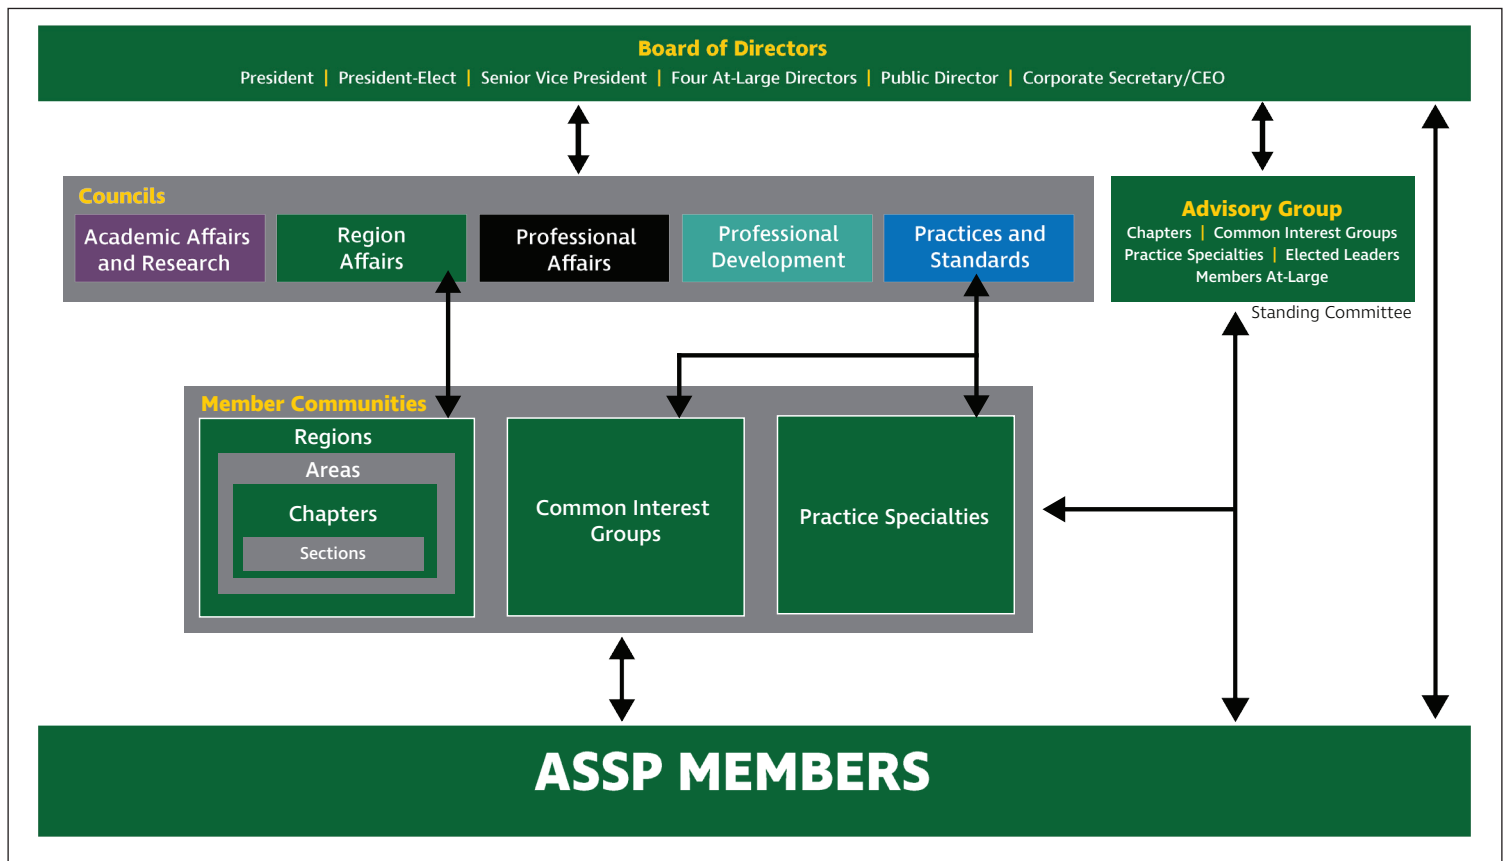 Board of Directors
President | President-Elect | Senior Vice President | Four At-Large Directors | Public Director | Corporate Secretary/CEO
Councils
Academic Affairs
and Research
Region
Affairs
Professional
Affairs
Professional
Development
Practices and
Standards
Advisory Group
Chapters | Common Interest Groups
Practice Specialties | Elected Leaders
Members At-Large
Standing Committee
Member Communities
Regions
Areas
Chapters
Sections
Common Interest
Groups
Practice Specialties
ASSP MEMBERS